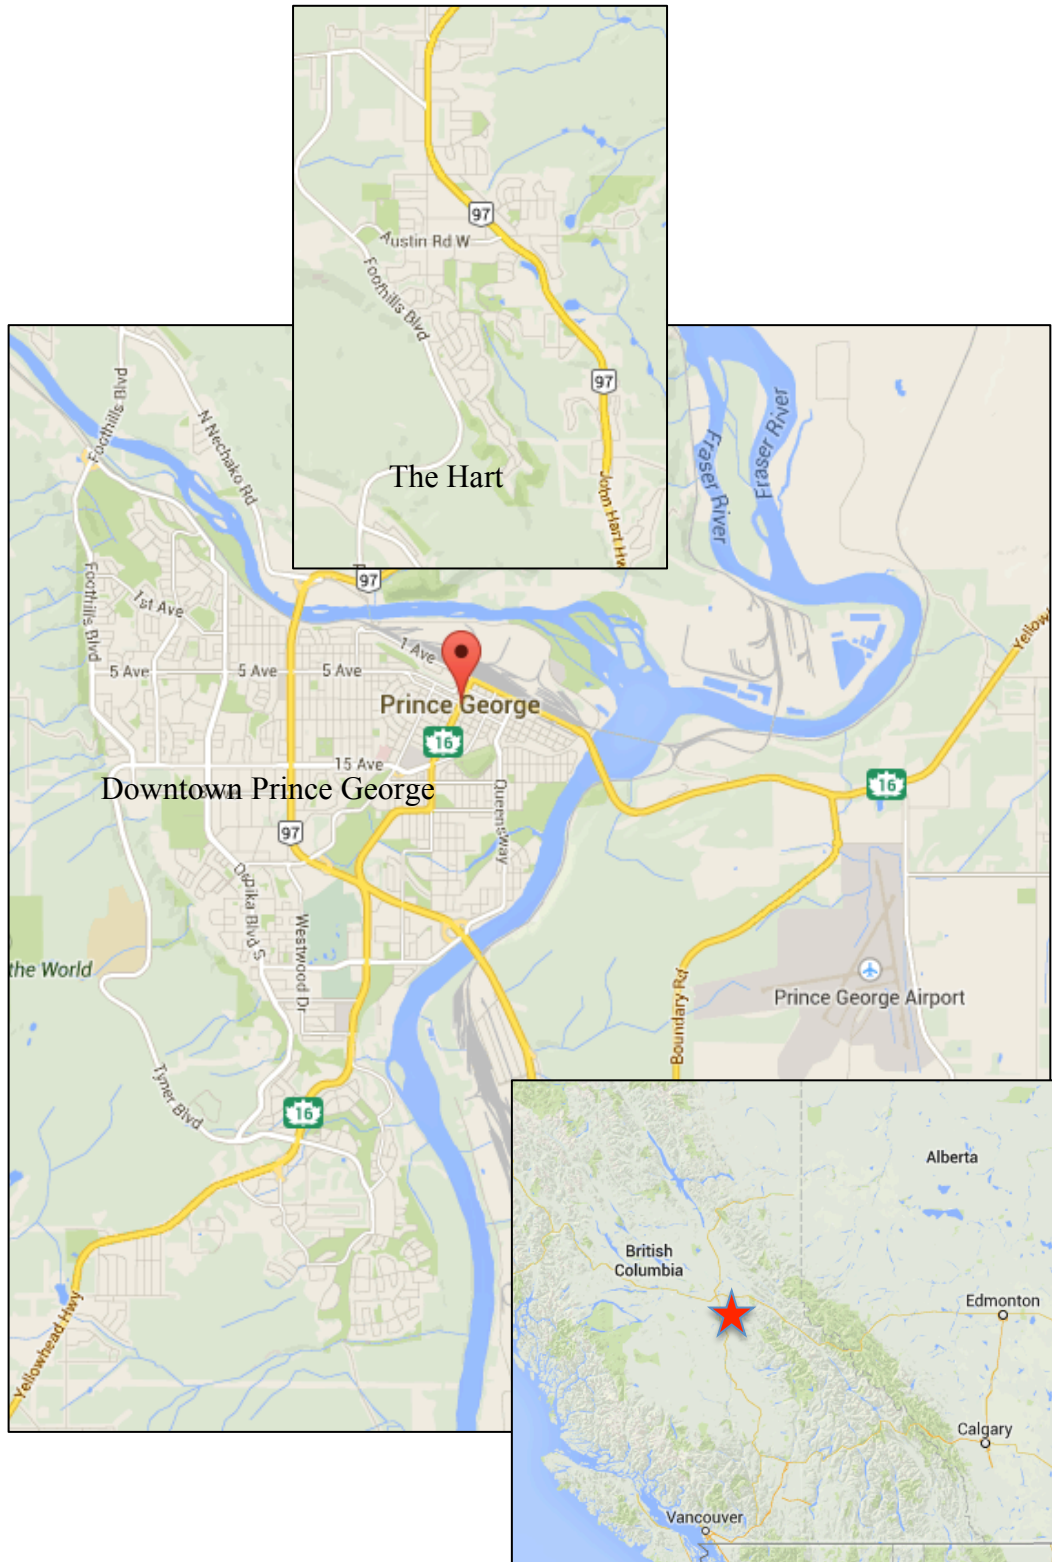 97
Austin Rd W
Foothills Blvd
97
The Hart
John Hart Hw
Foothills Blvd
N Nechako Rd
Fraser River
Fraser River
97
Foothills Blvd
1st Ave
1 Ave
5 Ave
5 Ave
5 Ave
Prince George
16
Yellow
15 Ave
16
Downtown Prince George
Queensway
97
Ospika Blvd S
Westwood Dr
the World
Prince George Airport
Boundary Rd
Tyner Blvd
16
Yellowhead Hwy
Alberta
British
Columbia
Edmonton
Calgary
Vancouver